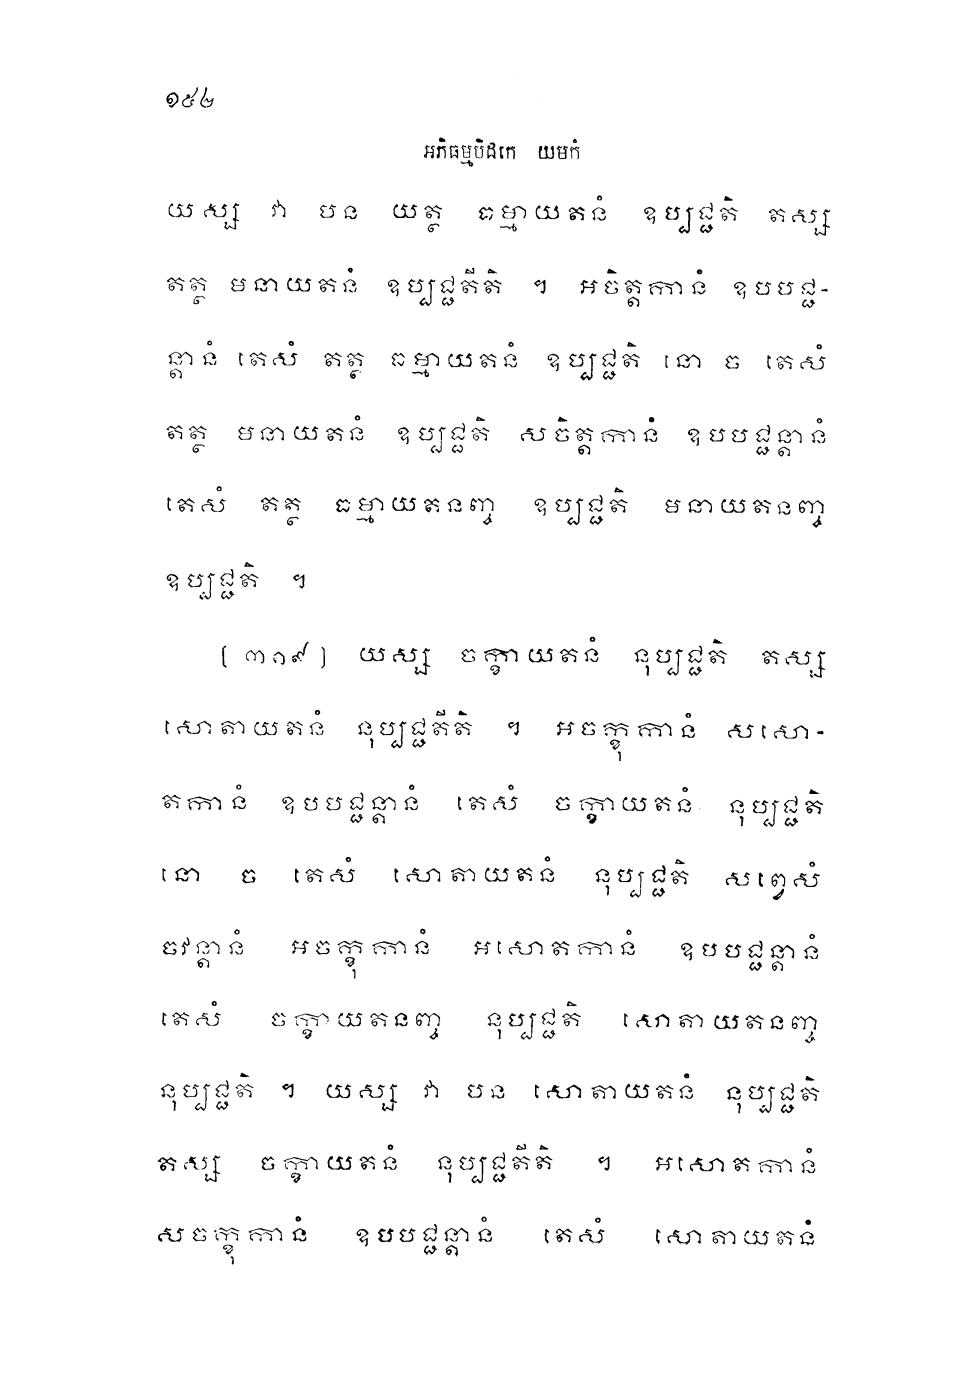 ១៥៤
អភិធម្មបិដកេ យមកំ
យស្ស វា បន យត្ថ ធម្មាយតនំ ឧប្បជ្ជតិ តស្ស
តត្ថ មនាយតនំ ឧប្បជ្ជតីតិ ។ អចិត្តកានំ ឧបបជ្ជ-
ន្តានំ តេសំ តត្ថ ធម្មាយតនំ ឧប្បជ្ជតិ នោ ច តេសំ
តត្ថ មនាយតនំ ឧប្បជ្ជតិ សចិត្តកានំ ឧបបជ្ជន្តានំ
តេសំ តត្ថ ធម្មាយតនញ្ច ឧប្បជ្ជតិ មនាយតនញ្ច
ឧប្បជ្ជតិ ។
[៣១៩] យស្ស ចក្ខាយតនំ នុប្បជ្ជតិ តស្ស
សោតាយតនំ នុប្បជ្ជតីតិ ។ អចក្ខុកានំ សសោ-
តកានំ ឧបបជ្ជន្តានំ តេសំ ចក្ខាយតនំ នុប្បជ្ជតិ
នោ ច តេសំ សោតាយតនំ នុប្បជ្ជតិ សព្វេសំ
ចវន្តានំ អចក្ខុកានំ អសោតកានំ ឧបបជ្ជន្តានំ
តេសំ ចក្ខាយតនញ្ច នុប្បជ្ជតិ សោតាយតនញ្ច
នុប្បជ្ជតិ ។ យស្ស វា បន សោតាយតនំ នុប្បជ្ជតិ
តស្ស ចក្ខាយតនំ នុប្បជ្ជតីតិ ។ អសោតកានំ
សចក្ខុកានំ ឧបបជ្ជន្តានំ តេសំ សោតាយតនំ